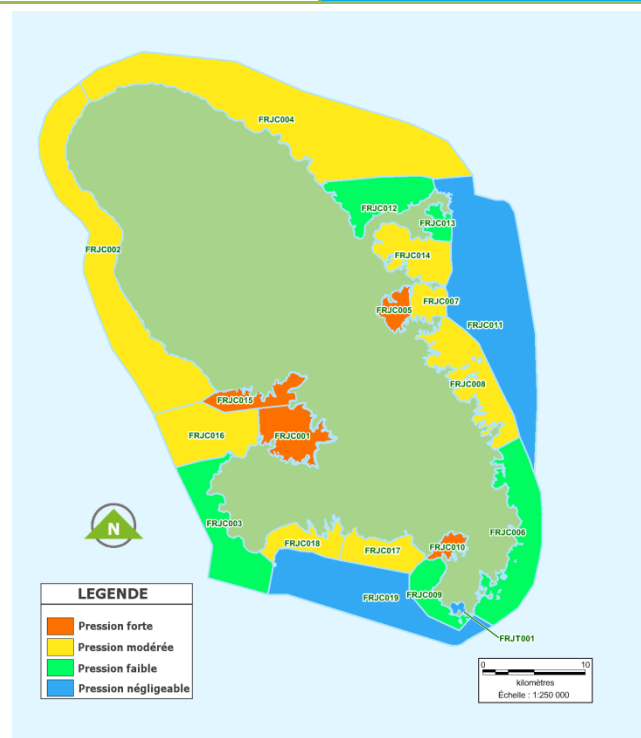 FRJC004
FRJC012
FRJC013
FRJC002
FRJC014
FRJC007
FRJC005
FRJC011
FRJC008
FRJC015
FRJC016
FRJC001
FRJC003
FRJC006
FRJC018
FRJC017
FRJC010
FRJC019
FRJC009
FRJT001
N
LEGENDE
Pression forte
Pression modérée
Pression faible
Pression négligeable
0 10
kilomètres
Échelle : 1:250 000